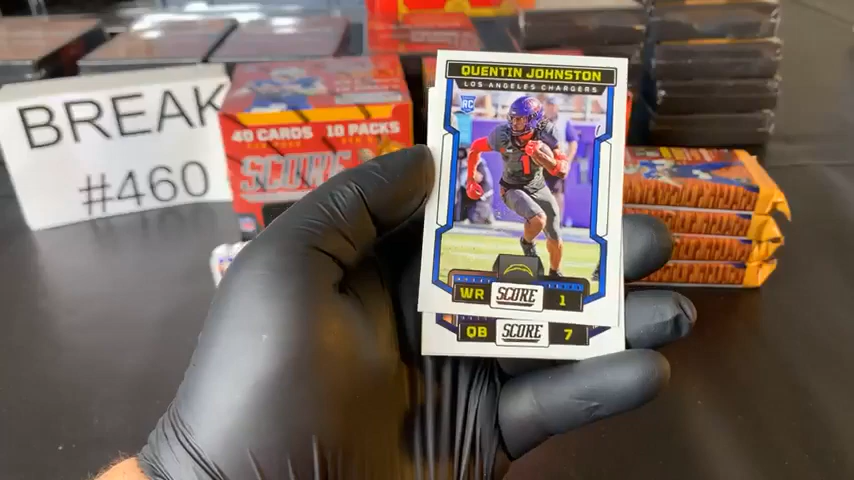 BREAK
#460
40 CARDS 10 PACKS
SCORE
QUENTIN JOHNSTON
LOS ANGELES CHARGERS
RC
1
WR SCORE 1
QB SCORE 7